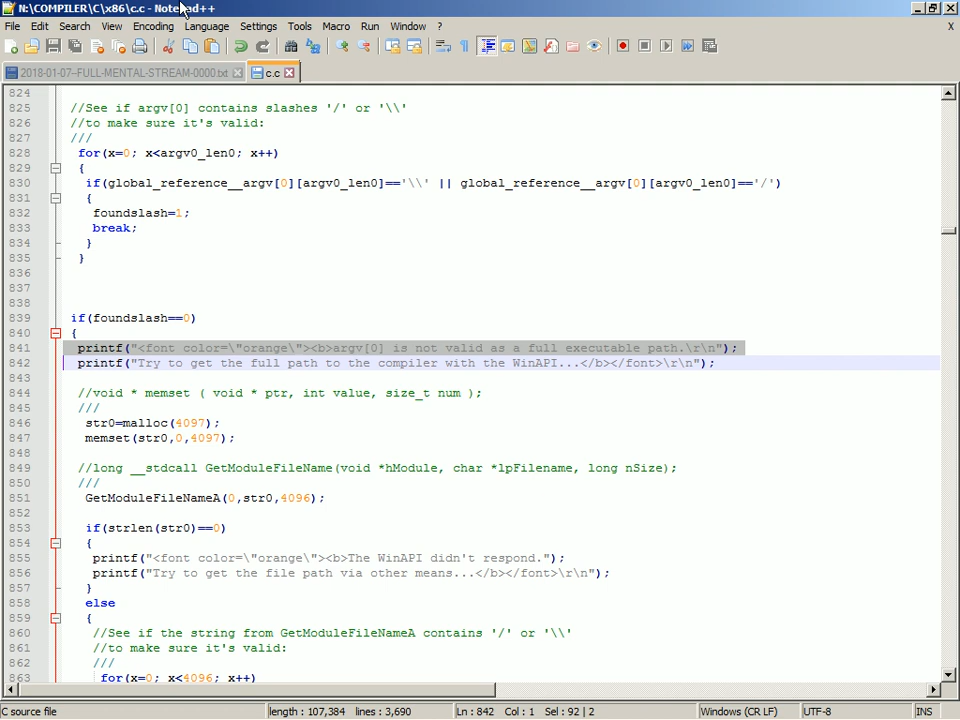 N:\COMPILER\C\x86\c.c - Notepad++
File Edit Search View Encoding Language Settings Tools Macro Run Window ? X
2018-01-07--FULL-MENTAL-STREAM-0000.txt c.c
824
825 //See if argv[0] contains slashes '/' or '\\'
826 //to make sure it's valid:
827 ///
828 for(x=0; x<argv0_len0; x++)
829 {
830 if(global_reference__argv[0][argv0_len0]=='\\' || global_reference__argv[0][argv0_len0]=='/')
831 {
832 foundslash=1;
833 break;
834 }
835 }
836
837
838
839 if(foundslash==0)
840 {
841 printf("<font color=\"orange\"><b>argv[0] is not valid as a full executable path.\r\n");
842 printf("Try to get the full path to the compiler with the WinAPI...</b></font>\r\n");
843
844 //void * memset ( void * ptr, int value, size_t num );
845 ///
846 str0=malloc(4097);
847 memset(str0,0,4097);
848
849 //long __stdcall GetModuleFileName(void *hModule, char *lpFilename, long nSize);
850 ///
851 GetModuleFileNameA(0,str0,4096);
852
853 if(strlen(str0)==0)
854 {
855 printf("<font color=\"orange\"><b>The WinAPI didn't respond.");
856 printf("Try to get the file path via other means...</b></font>\r\n");
857 }
858 else
859 {
860 //See if the string from GetModuleFileNameA contains '/' or '\\'
861 //to make sure it's valid:
862 ///
863 for(x=0; x<4096; x++)
C source file length : 107,384 lines : 3,690 Ln : 842 Col : 1 Sel : 92 | 2 Windows (CR LF) UTF-8 INS